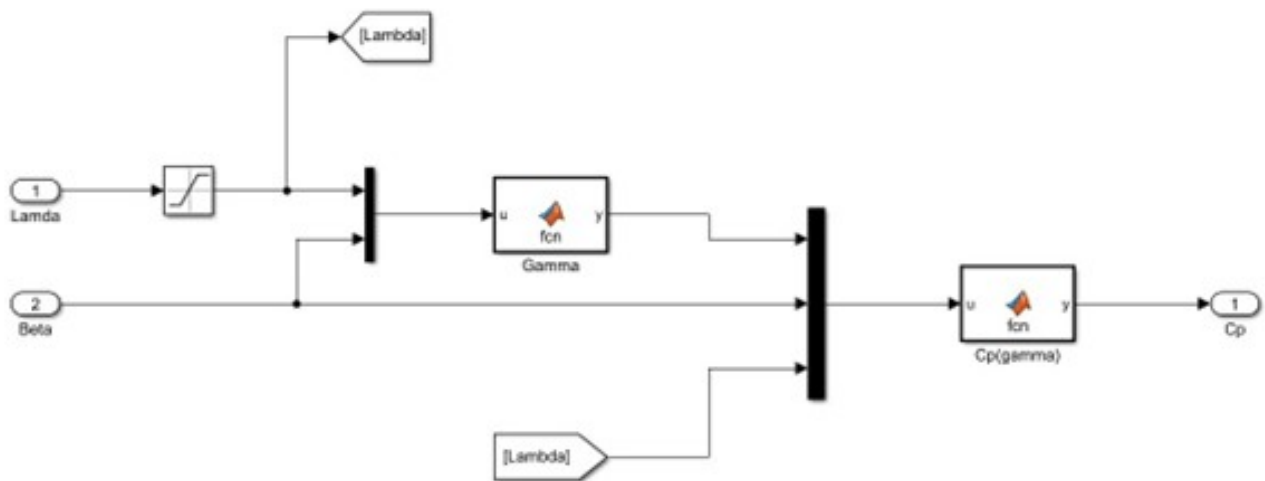 [Lambda]
1
Lamda
u
fcn
y
Gamma
2
Beta
u
fcn
y
Cp(gamma)
1
Cp
[Lambda]